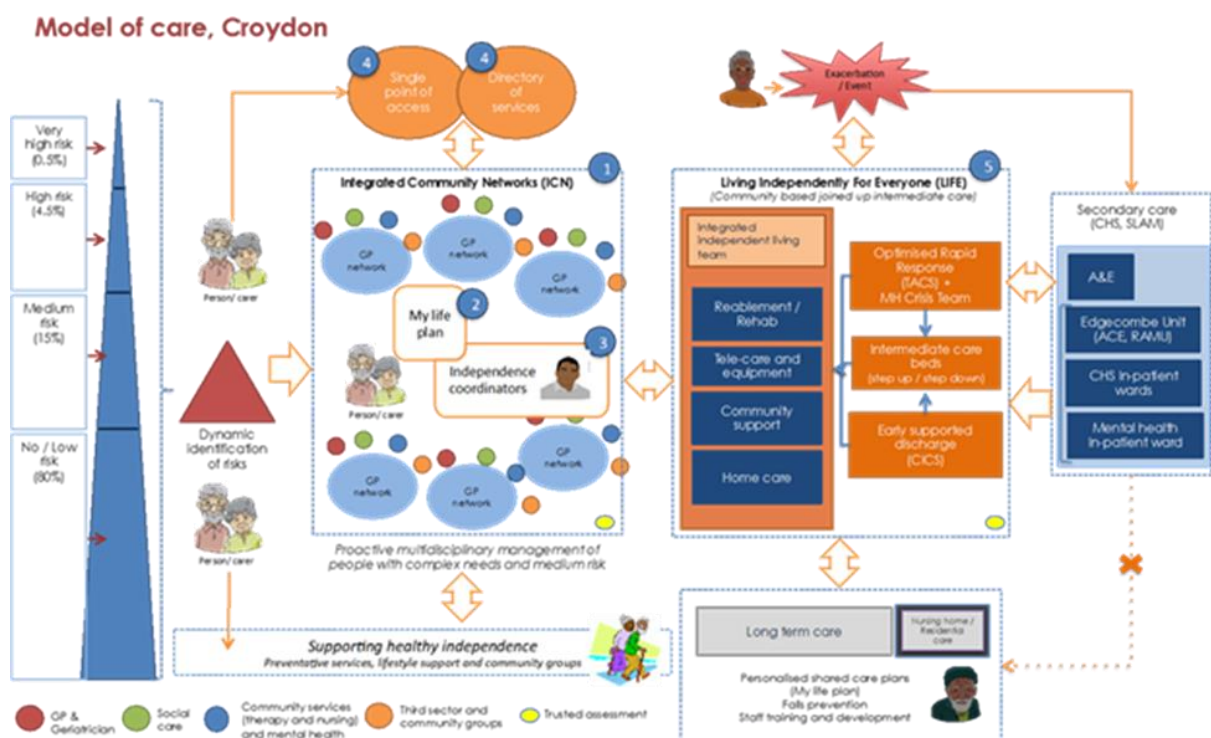 Model of care, Croydon
Very
high risk
(0.5%)
High risk
(4.5%)
Medium
risk
(15%)
No / Low
risk
(80%)
Person/ carer
Dynamic
identification
of risks
Person/ carer
4
Single
point of
access
4
Directory
of
services
1
Integrated Community Networks (ICN)
GP
network
GP
network
GP
network
My life
plan
2
3
Independence
coordinators
Person/ carer
GP
network
GP
network
GP
network
Proactive multidisciplinary management of
people with complex needs and medium risk
Supporting healthy independence
Preventative services, lifestyle support and community groups
Exacerbation
/ Event
5
Living Independently For Everyone (LIFE)
(Community based joined up intermediate care)
Integrated
independent living
team
Reablement /
Rehab
Tele-care and
equipment
Community
support
Home care
Optimised Rapid
Response
(TACS) +
MH Crisis Team
Intermediate care
beds
(step up / step down)
Early supported
discharge
(CICS)
Secondary care
(CHS, SLAM)
A&E
Edgecombe Unit
(ACE, RAMU)
CHS in-patient
wards
Mental health
in-patient ward
Long term care
Nursing home /
Residential
care
Personalised shared care plans
(My life plan)
Falls prevention
Staff training and development
GP &
Geriatrician
Social
care
Community services
(therapy and nursing)
and mental health
Third sector and
community groups
Trusted assessment